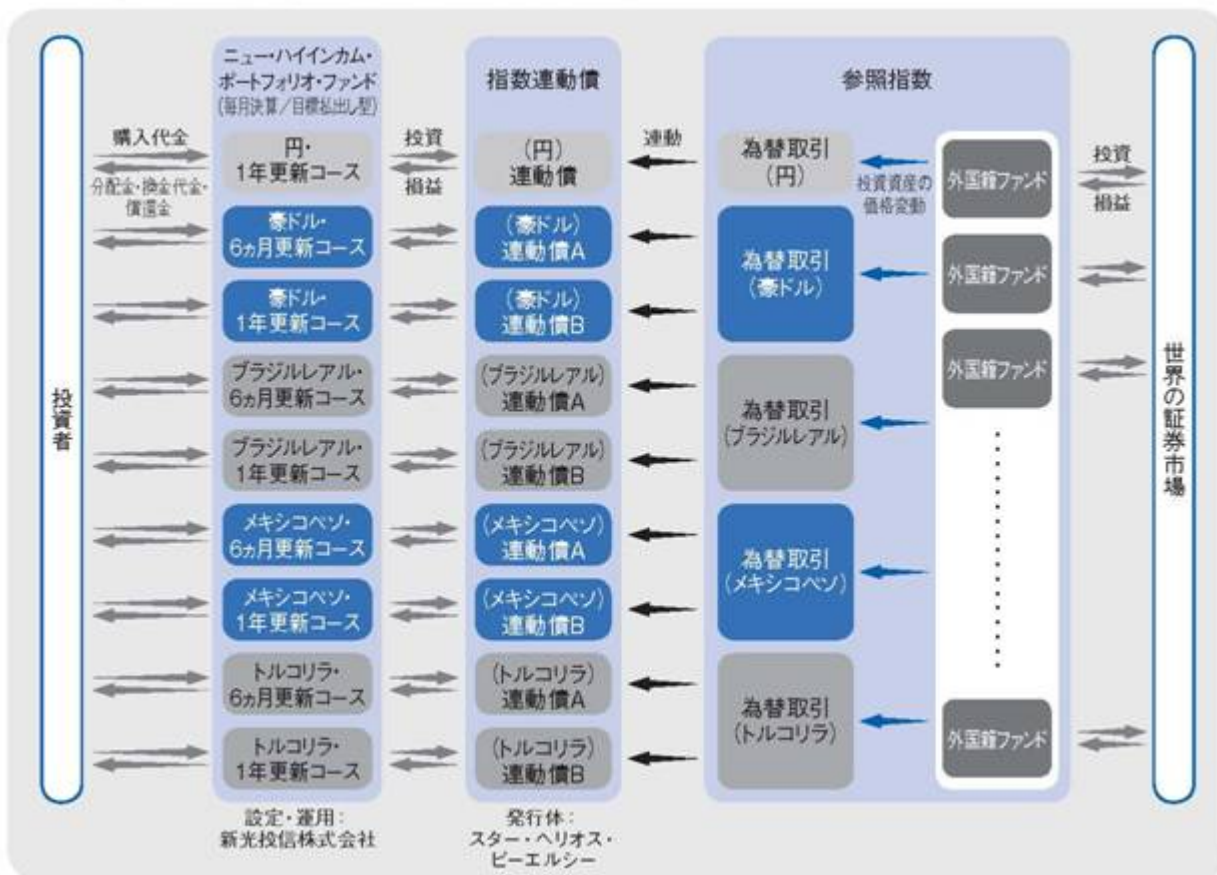 ニュー・ハイインカム・
ポートフォリオ・ファンド
(毎月決算／目標払出し型)
指数連動債
参照指数
購入代金
分配金・換金代金・
償還金
円・
1年更新コース
投資
損益
(円)
連動債
連動
為替取引
(円)
投資資産の
価格変動
外国籍ファンド
投資
損益
豪ドル・
6ヵ月更新コース
(豪ドル)
連動債A
為替取引
(豪ドル)
外国籍ファンド
豪ドル・
1年更新コース
(豪ドル)
連動債B
外国籍ファンド
投資者
世界の証券市場
ブラジルレアル・
6ヵ月更新コース
(ブラジルレアル)
連動債A
為替取引
(ブラジルレアル)
ブラジルレアル・
1年更新コース
(ブラジルレアル)
連動債B
メキシコペソ・
6ヵ月更新コース
(メキシコペソ)
連動債A
為替取引
(メキシコペソ)
メキシコペソ・
1年更新コース
(メキシコペソ)
連動債B
トルコリラ・
6ヵ月更新コース
(トルコリラ)
連動債A
為替取引
(トルコリラ)
外国籍ファンド
トルコリラ・
1年更新コース
(トルコリラ)
連動債B
設定・運用：
新光投信株式会社
発行体：
スター・ヘリオス・
ピーエルシー